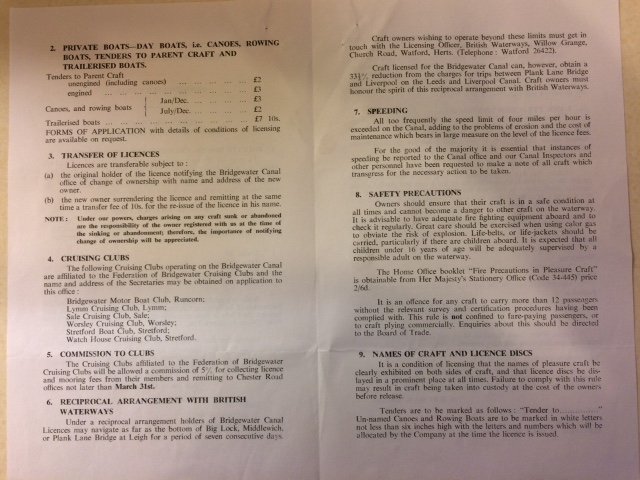 2. PRIVATE BOATS—DAY BOATS, i.e. CANOES, ROWING
BOATS, TENDERS TO PARENT CRAFT AND
TRAILERISED BOATS.
Tenders to Parent Craft
unengined (including canoes) ... ... ... ... £2
engined ... ... ... ... ... ... ... ... £3
Canoes, and rowing boats { Jan/Dec. ... ... ... ... £3
July/Dec. ... ... ... ... £2
Trailerised boats ... ... ... ... ... ... ... £7 10s.
FORMS OF APPLICATION with details of conditions of licensing
are available on request.
3. TRANSFER OF LICENCES
Licences are transferable subject to :
(a) the original holder of the licence notifying the Bridgewater Canal
office of change of ownership with name and address of the new
owner.
(b) the new owner surrendering the licence and remitting at the same
time a transfer fee of 10s. for the re-issue of the licence in his name.
NOTE : Under our powers, charges arising on any craft sunk or abandoned
are the responsibility of the owner registered with us at the time of
the sinking or abandonment; therefore, the importance of notifying
change of ownership will be appreciated.
4. CRUISING CLUBS
The following Cruising Clubs operating on the Bridgewater Canal
are affiliated to the Federation of Bridgewater Cruising Clubs and the
name and address of the Secretaries may be obtained on application to
this office :
Bridgewater Motor Boat Club, Runcorn;
Lymm Cruising Club, Lymm;
Sale Cruising Club, Sale;
Worsley Cruising Club, Worsley;
Stretford Boat Club, Stretford;
Watch House Cruising Club, Stretford.
5. COMMISSION TO CLUBS
The Cruising Clubs affiliated to the Federation of Bridgewater
Cruising Clubs will be allowed a commission of 5% for collecting licence
and mooring fees from their members and remitting to Chester Road
offices not later than March 31st.
6. RECIPROCAL ARRANGEMENT WITH BRITISH
WATERWAYS
Under a reciprocal arrangement holders of Bridgewater Canal
Licences may navigate as far as the bottom of Big Lock, Middlewich,
or Plank Lane Bridge at Leigh for a period of seven consecutive days.
Craft owners wishing to operate beyond these limits must get in
touch with the Licensing Officer, British Waterways, Willow Grange,
Church Road, Watford, Herts. (Telephone : Watford 26422).
Craft licensed for the Bridgewater Canal can, however, obtain a
33⅓% reduction from the charges for trips between Plank Lane Bridge
and Liverpool on the Leeds and Liverpool Canal. Craft owners must
honour the spirit of this reciprocal arrangement with British Waterways.
7. SPEEDING
All too frequently the speed limit of four miles per hour is
exceeded on the Canal, adding to the problems of erosion and the cost of
maintenance which bears in large measure on the level of the licence fees.
For the good of the majority it is essential that instances of
speeding be reported to the Canal office and our Canal Inspectors and
other personnel have been requested to make a note of all craft which
transgress for the necessary action to be taken.
8. SAFETY PRECAUTIONS
Owners should ensure that their craft is in a safe condition at
all times and cannot become a danger to other craft on the waterway.
It is advisable to have adequate fire fighting equipment aboard and to
check it regularly. Great care should be exercised when using calor gas
to obviate the risk of explosion. Life-belts, or life-jackets should be
carried, particularly if there are children aboard. It is expected that all
children under 16 years of age will be adequately supervised by a
responsible adult on the waterway.
The Home Office booklet "Fire Precautions in Pleasure Craft"
is obtainable from Her Majesty's Stationery Office (Code 34-445) price
2/6d.
It is an offence for any craft to carry more than 12 passengers
without the relevant survey and certification procedures having been
complied with. This rule is not confined to fare-paying passengers, or
to craft plying commercially. Enquiries about this should be directed
to the Board of Trade.
9. NAMES OF CRAFT AND LICENCE DISCS
It is a condition of licensing that the names of pleasure craft be
clearly exhibited on both sides of craft, and that licence discs be dis-
layed in a prominent place at all times. Failure to comply with this rule
may result in craft being taken into custody at the cost of the owners
before release.
Tenders are to be marked as follows: "Tender to ............."
Un-named Canoes and Rowing Boats are to be marked in white letters
not less than six inches high with the letters and numbers which will be
allocated by the Company at the time the licence is issued.